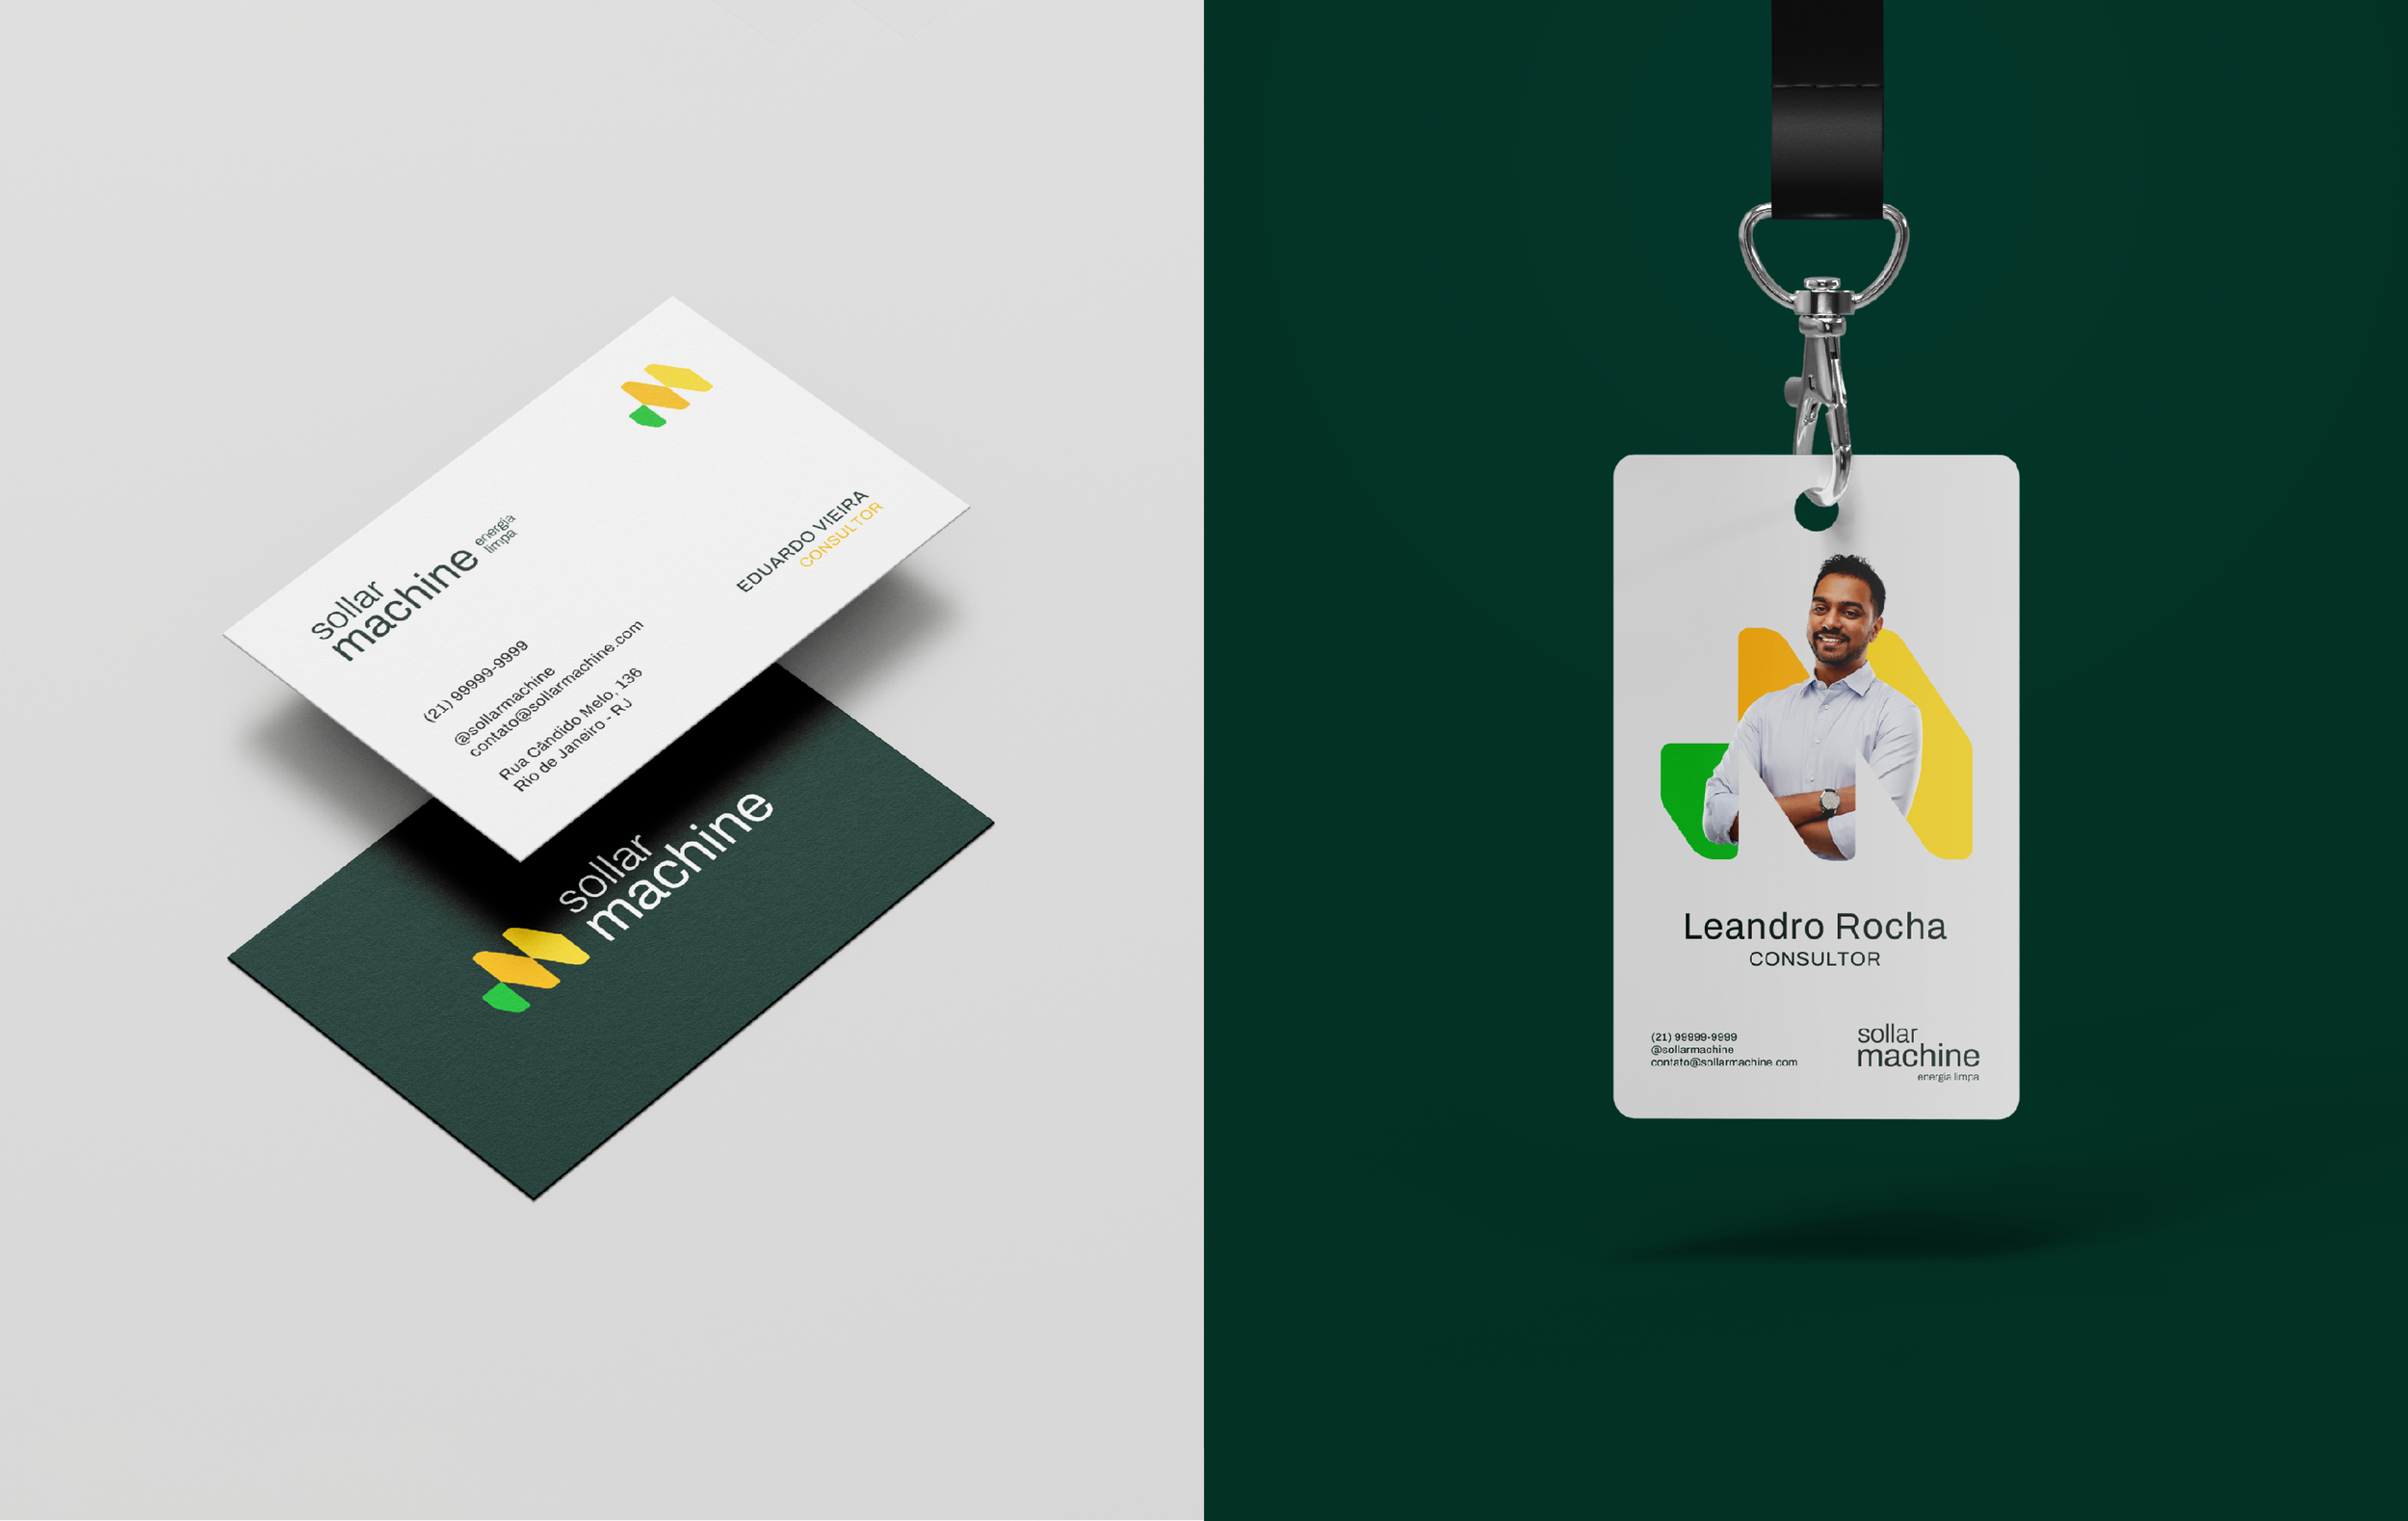 sollar
machine
energia
limpa
(21) 99999-9999
@sollarmachine
contato@sollarmachine.com
Rua Cândido Melo, 136
Rio de Janeiro - RJ
EDUARDO VIEIRA
CONSULTOR
sollar
machine
Leandro Rocha
CONSULTOR
(21) 99999-9999
@sollarmachine
contato@sollarmachine.com
sollar
machine
energia limpa